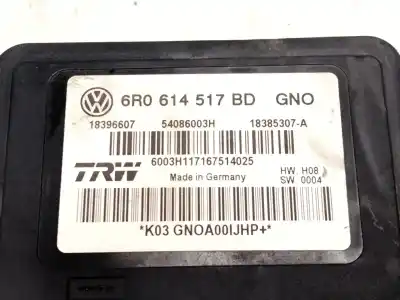 6R0 614 517 BD GNO
18396607 54086003H 18385307-A
6003H117167514025
TRW Made in Germany HW. H08
SW 0004
*K03 GNOA00IJHP+*